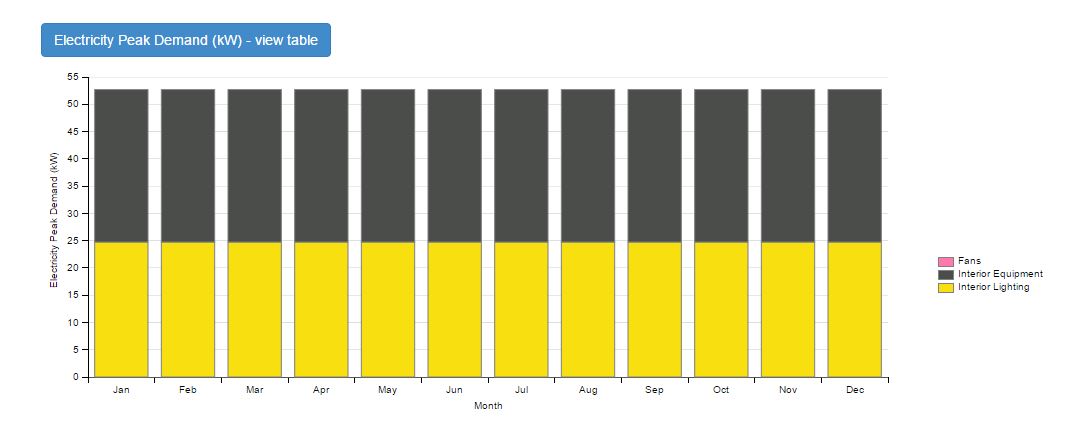 Electricity Peak Demand (kW) - view table
55
50
45
40
35
30
25
20
15
10
5
0
Electricity Peak Demand (kW)
Jan Feb Mar Apr May Jun Jul Aug Sep Oct Nov Dec
Month
Fans
Interior Equipment
Interior Lighting